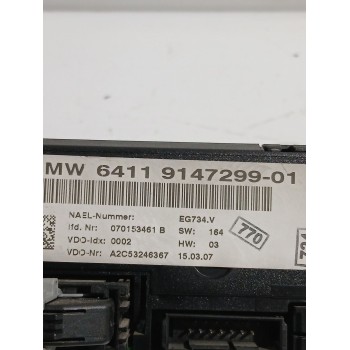 MW 6411 9147299-01
NAEL-Nummer: EG734.V
lfd. Nr: 070153461 B SW: 164
VDO-Idx: 0002 HW: 03
VDO-Nr: A2C53246367 15.03.07
770
734